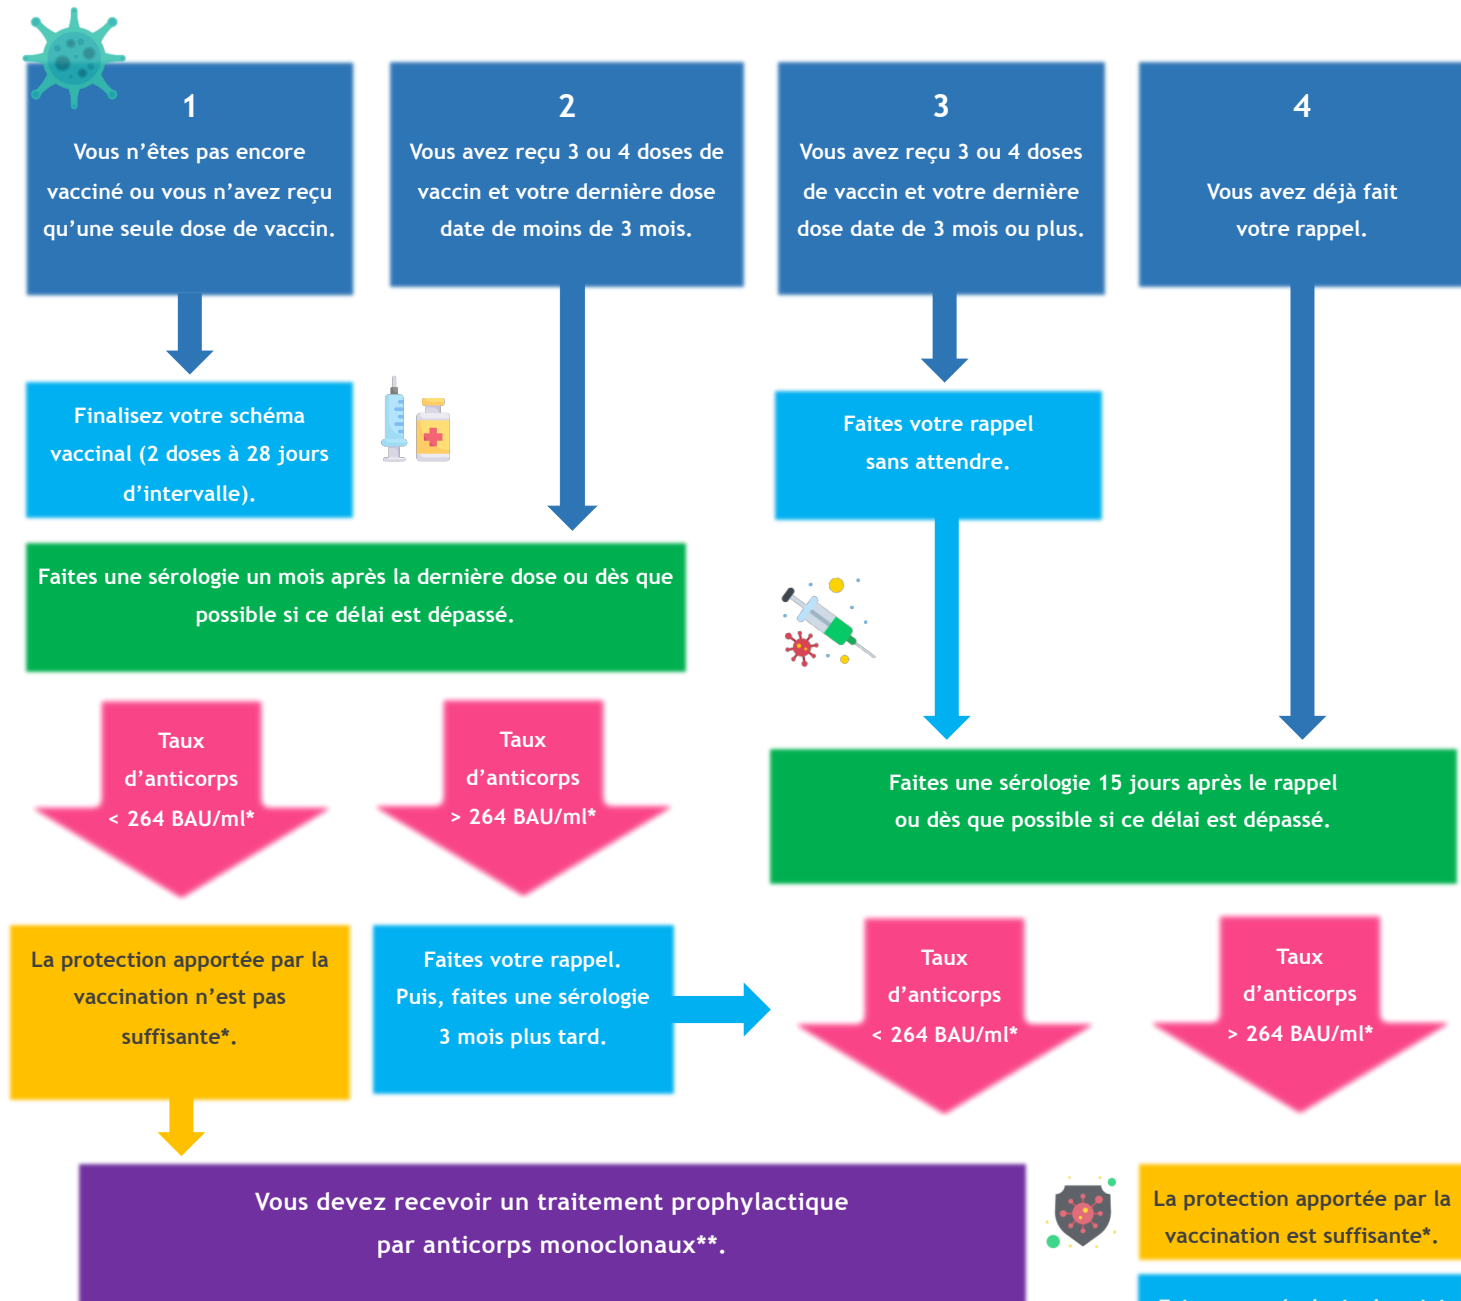 1
Vous n’êtes pas encore
vacciné ou vous n’avez reçu
qu’une seule dose de vaccin.
2
Vous avez reçu 3 ou 4 doses de
vaccin et votre dernière dose
date de moins de 3 mois.
3
Vous avez reçu 3 ou 4 doses
de vaccin et votre dernière
dose date de 3 mois ou plus.
4
Vous avez déjà fait
votre rappel.
Finalisez votre schéma
vaccinal (2 doses à 28 jours
d’intervalle).
Faites votre rappel
sans attendre.
Faites une sérologie un mois après la dernière dose ou dès que
possible si ce délai est dépassé.
Taux
d’anticorps
< 264 BAU/ml*
Taux
d’anticorps
> 264 BAU/ml*
Faites une sérologie 15 jours après le rappel
ou dès que possible si ce délai est dépassé.
La protection apportée par la
vaccination n’est pas
suffisante*.
Faites votre rappel.
Puis, faites une sérologie
3 mois plus tard.
Taux
d’anticorps
< 264 BAU/ml*
Taux
d’anticorps
> 264 BAU/ml*
Vous devez recevoir un traitement prophylactique
par anticorps monoclonaux**.
La protection apportée par la
vaccination est suffisante*.